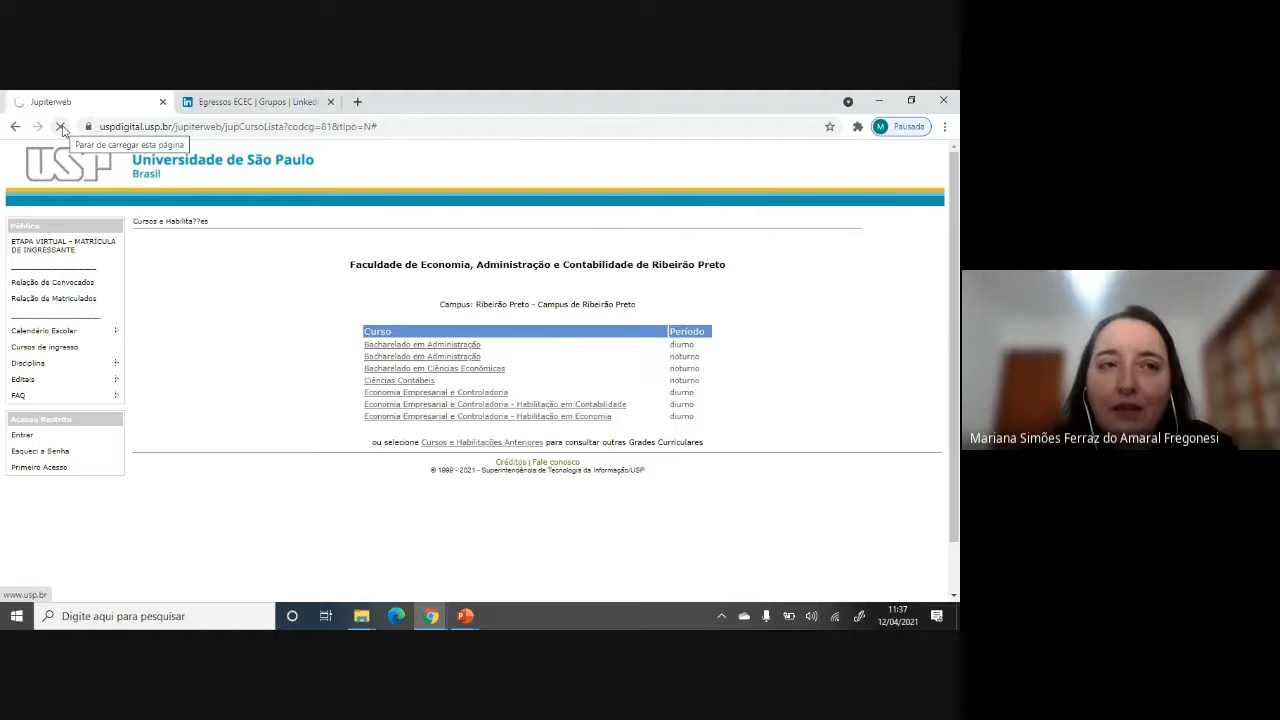 Jupiterweb
Egressos ECEC | Grupos | Linked
uspdigital.usp.br/jupiterweb/jupCursoLista?codcg=81&tipo=N#
M Pausada
Parar de carregar esta página
USP
Universidade de São Paulo
Brasil
Público
ETAPA VIRTUAL - MATRÍCULA
DE INGRESSANTE
Relação de Convocados
Relação de Matriculados
Calendário Escolar
Cursos de ingresso
Disciplina
Editais
FAQ
Acesso Restrito
Entrar
Esqueci a Senha
Primeiro Acesso
Cursos e Habilita??es
Faculdade de Economia, Administração e Contabilidade de Ribeirão Preto
Campus: Ribeirão Preto - Campus de Ribeirão Preto
Curso Período
Bacharelado em Administração diurno
Bacharelado em Administração noturno
Bacharelado em Ciências Econômicas noturno
Ciências Contábeis noturno
Economia Empresarial e Controladoria diurno
Economia Empresarial e Controladoria - Habilitação em Contabilidade diurno
Economia Empresarial e Controladoria - Habilitação em Economia diurno
ou selecione Cursos e Habilitações Anteriores para consultar outras Grades Curriculares
Créditos | Fale conosco
© 1999 - 2021 - Superintendência de Tecnologia da Informação/USP
Mariana Simões Ferraz do Amaral Fregonesi
www.usp.br
Digite aqui para pesquisar
11:37
12/04/2021